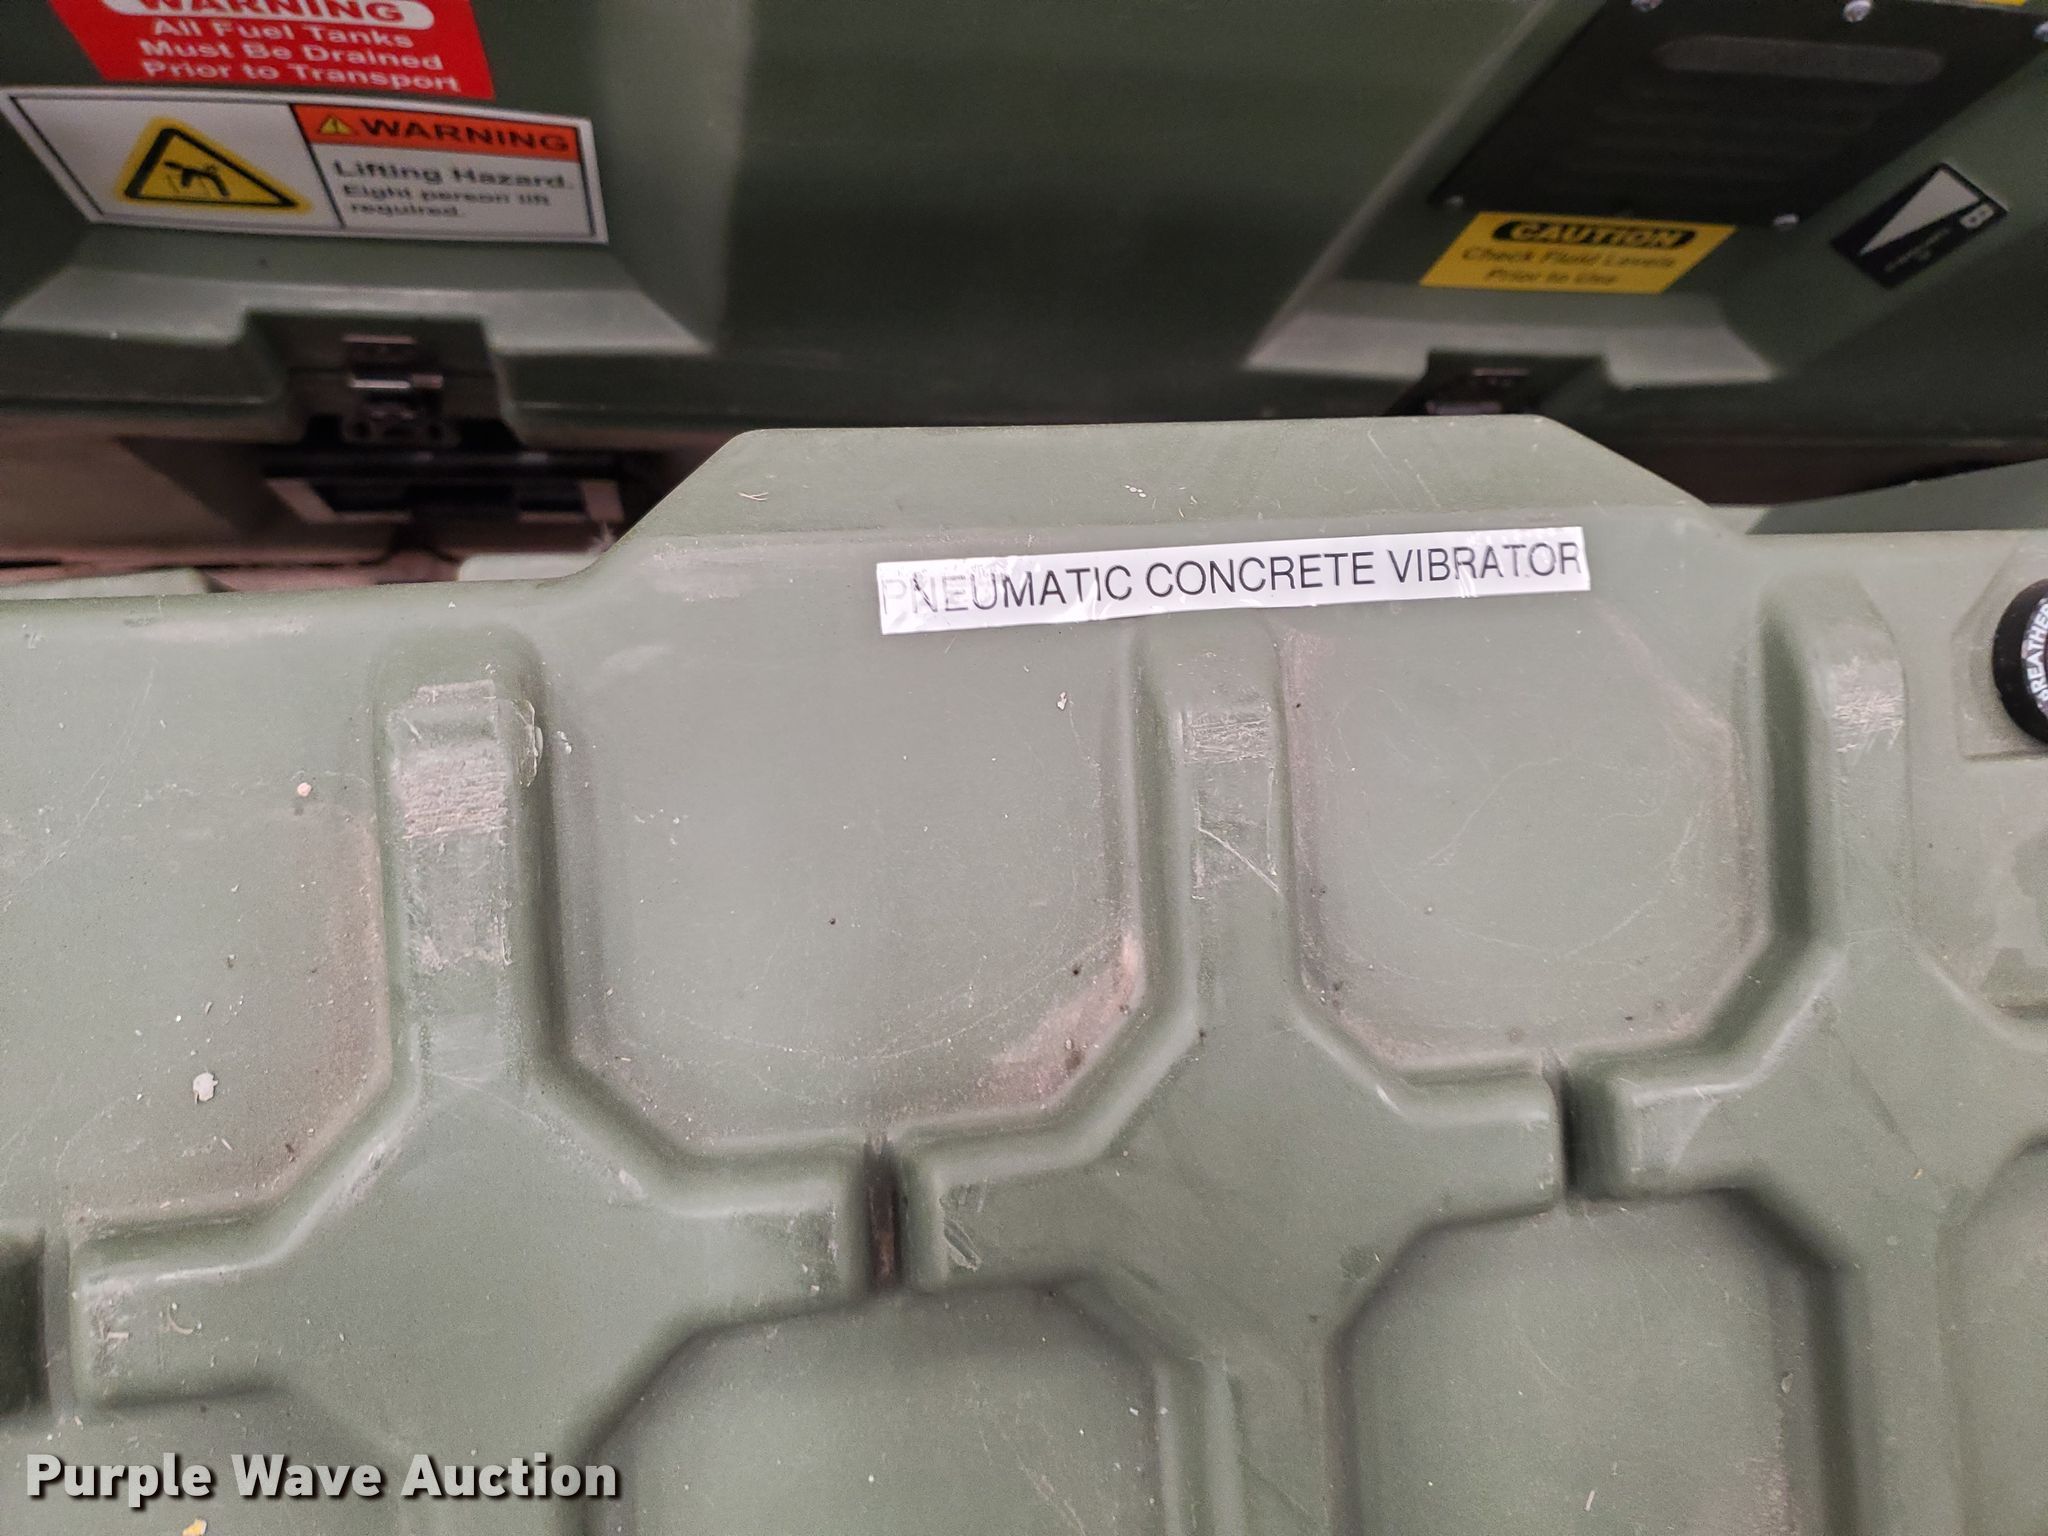 WARNING
All Fuel Tanks
Must Be Drained
Prior to Transport
WARNING
Lifting Hazard.
Eight person lift
required.
CAUTION
Check Fluid Levels
Prior to Use
B
PNEUMATIC CONCRETE VIBRATOR
BREATHER
Purple Wave Auction